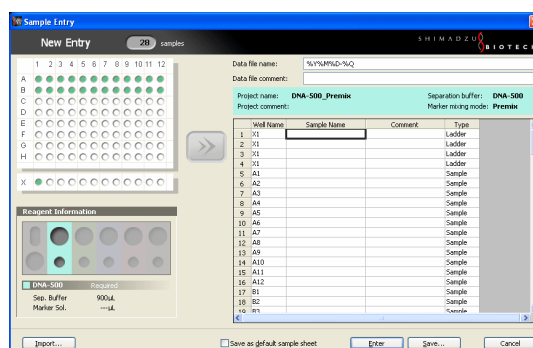 Sample Entry
New Entry 28 samples
SHIMADZU
BIOTECH
1 2 3 4 5 6 7 8 9 10 11 12
A
B
C
D
E
F
G
H
X
Reagent Information
DNA-500 Required
Sep. Buffer 900µL
Marker Sol. ---µL
Data file name: %Y%M%D-%Q
Data file comment:
Project name: DNA-500_Premix Separation buffer: DNA-500
Project comment: Marker mixing mode: Premix
Well Name Sample Name Comment Type
1 X1 Ladder
2 X1 Ladder
3 X1 Ladder
4 X1 Ladder
5 A1 Sample
6 A2 Sample
7 A3 Sample
8 A4 Sample
9 A5 Sample
10 A6 Sample
11 A7 Sample
12 A8 Sample
13 A9 Sample
14 A10 Sample
15 A11 Sample
16 A12 Sample
17 B1 Sample
18 B2 Sample
19 B3 Sample
Import... Save as default sample sheet Enter Save... Cancel